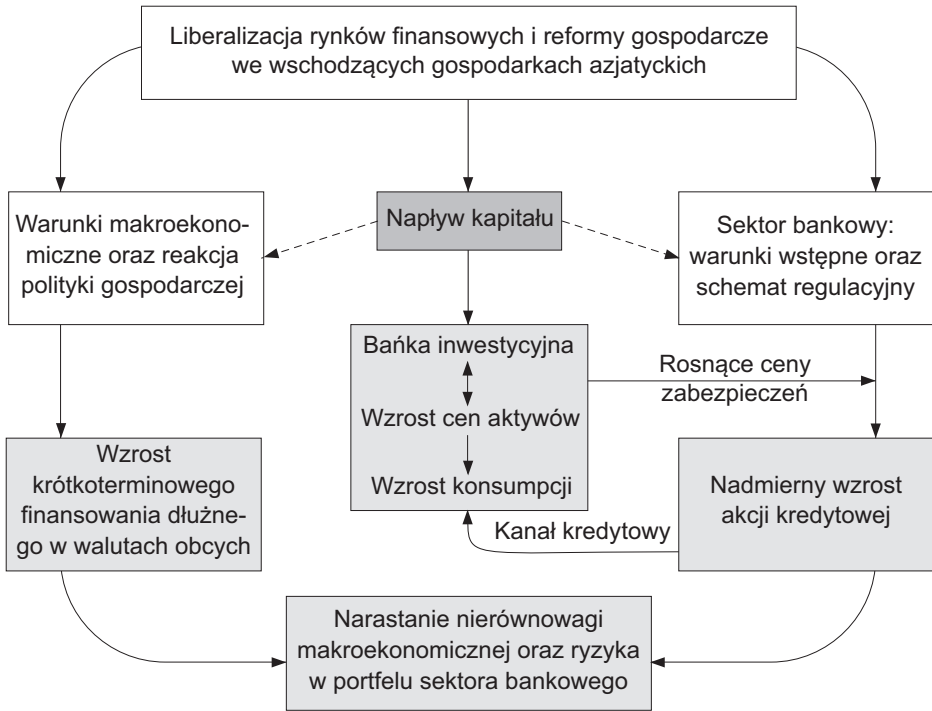 Liberalizacja rynków finansowych i reformy gospodarcze
we wschodzących gospodarkach azjatyckich
Warunki makroekono-
miczne oraz reakcja
polityki gospodarczej
Napływ kapitału
Sektor bankowy:
warunki wstępne oraz
schemat regulacyjny
Bańka inwestycyjna
Wzrost cen aktywów
Wzrost konsumpcji
Rosnące ceny
zabezpieczeń
Wzrost
krótkoterminowego
finansowania dłużne-
go w walutach obcych
Nadmierny wzrost
akcji kredytowej
Kanał kredytowy
Narastanie nierównowagi
makroekonomicznej oraz ryzyka
w portfelu sektora bankowego